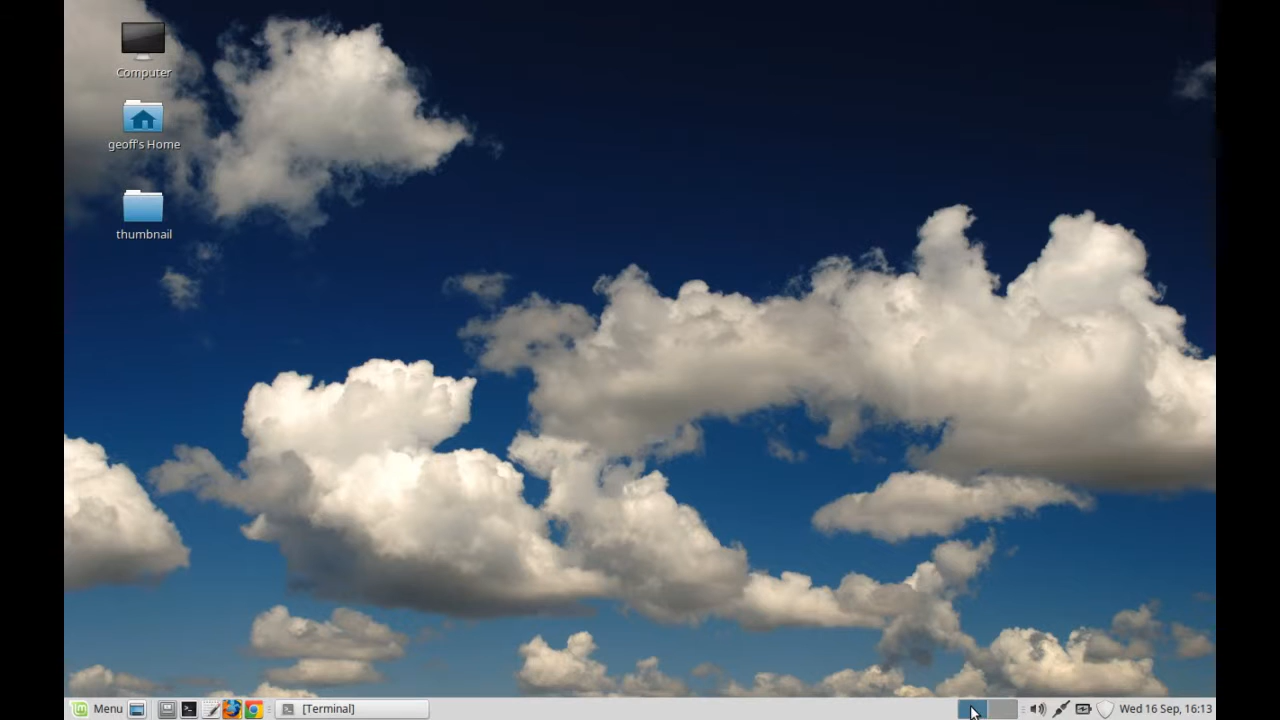 Computer
geoff's Home
thumbnail
Menu
[Terminal]
Wed 16 Sep, 16:13